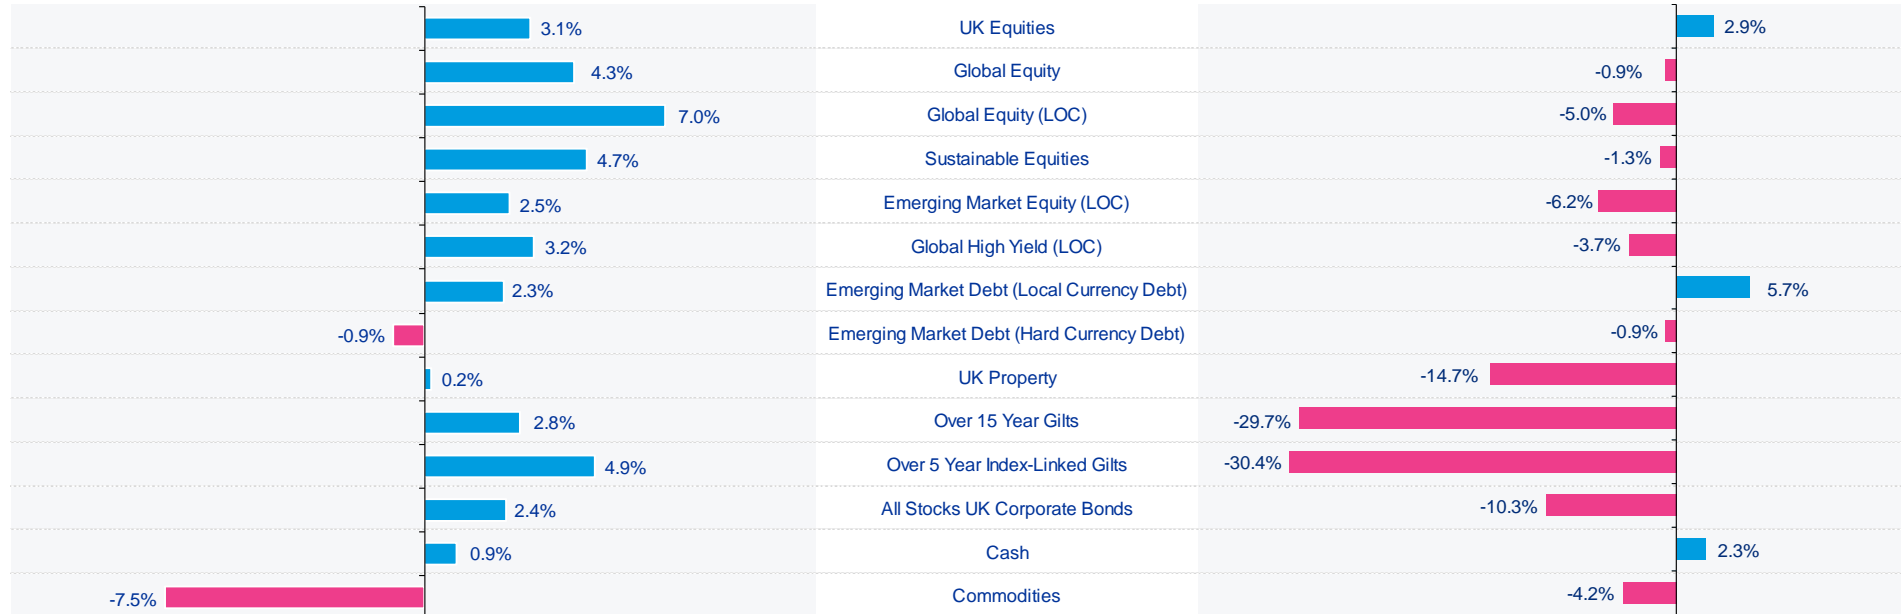 3.1% UK Equities 2.9%
4.3% Global Equity -0.9%
7.0% Global Equity (LOC) -5.0%
4.7% Sustainable Equities -1.3%
2.5% Emerging Market Equity (LOC) -6.2%
3.2% Global High Yield (LOC) -3.7%
2.3% Emerging Market Debt (Local Currency Debt) 5.7%
-0.9% Emerging Market Debt (Hard Currency Debt) -0.9%
0.2% UK Property -14.7%
2.8% Over 15 Year Gilts -29.7%
4.9% Over 5 Year Index-Linked Gilts -30.4%
2.4% All Stocks UK Corporate Bonds -10.3%
0.9% Cash 2.3%
-7.5% Commodities -4.2%